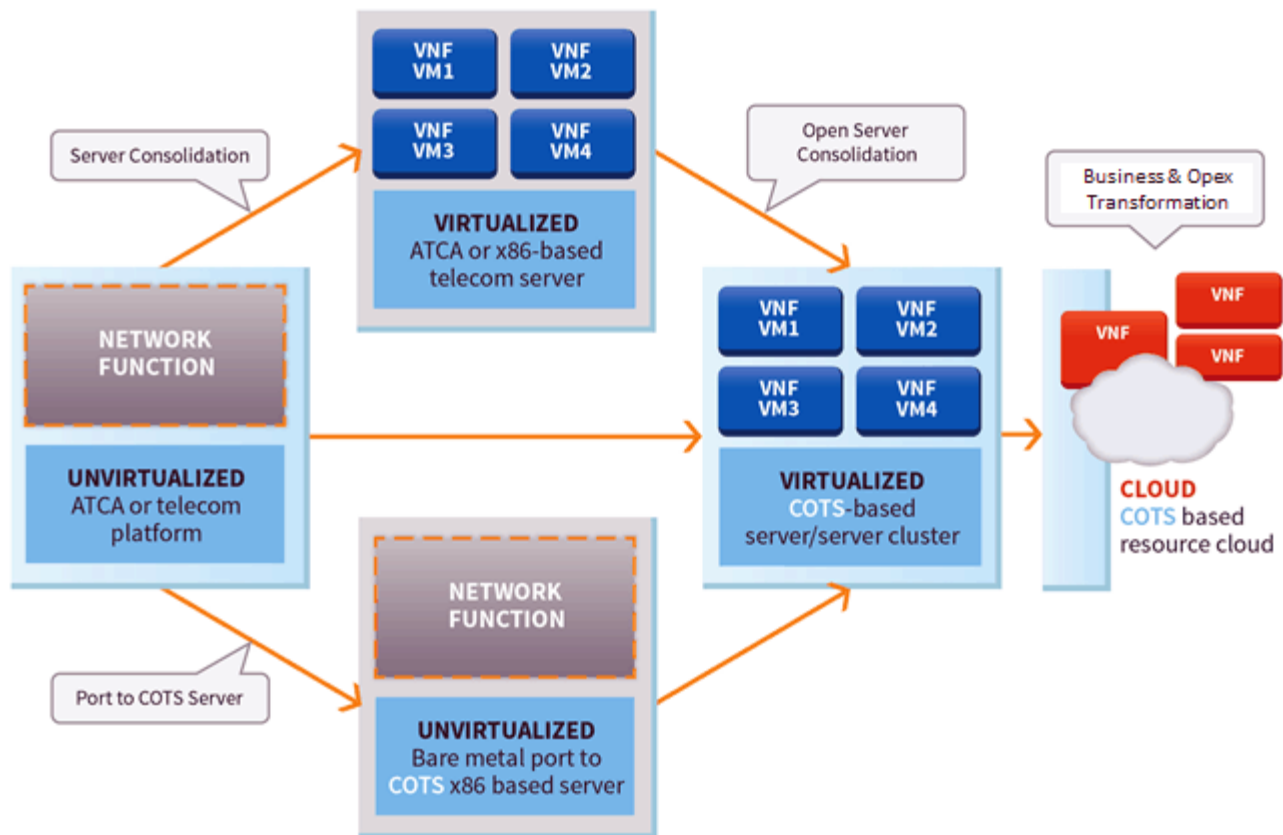 VNF
VM1
VNF
VM2
VNF
VM3
VNF
VM4
VIRTUALIZED
ATCA or x86-based
telecom server
Server Consolidation
Open Server
Consolidation
Business & Opex
Transformation
NETWORK
FUNCTION
UNVIRTUALIZED
ATCA or telecom
platform
VNF
VM1
VNF
VM2
VNF
VM3
VNF
VM4
VIRTUALIZED
COTS-based
server/server cluster
VNF
VNF
VNF
CLOUD
COTS based
resource cloud
Port to COTS Server
NETWORK
FUNCTION
UNVIRTUALIZED
Bare metal port to
COTS x86 based server